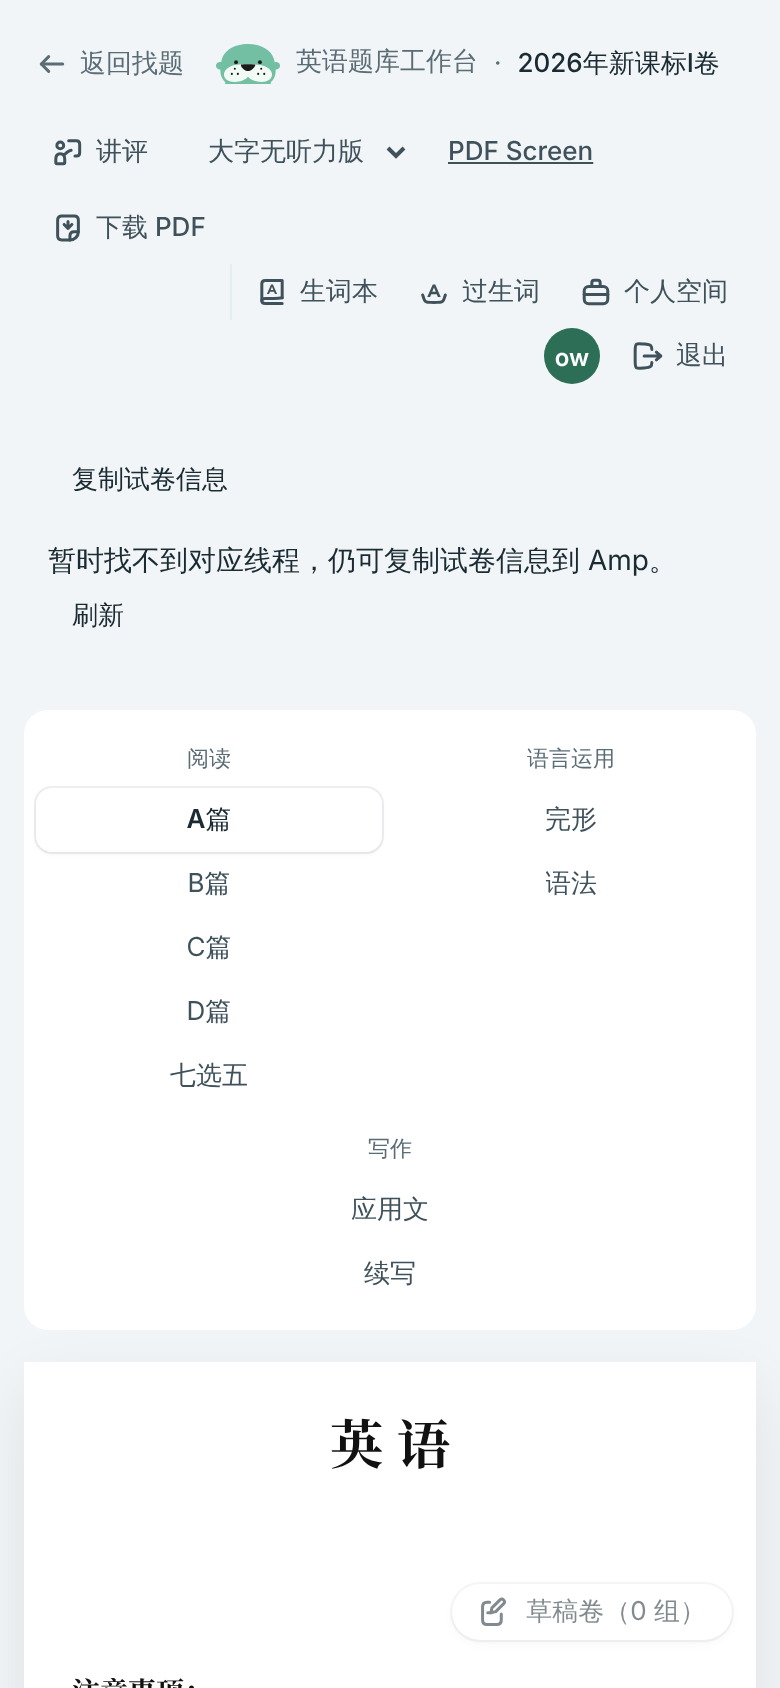 返回找题 英语题库工作台 · 2026年新课标I卷
讲评 大字无听力版 PDF Screen
下载 PDF
A 生词本 A 过生词 个人空间
ow 退出
复制试卷信息
暂时找不到对应线程，仍可复制试卷信息到 Amp。
刷新
阅读 语言运用
A篇 完形
B篇 语法
C篇
D篇
七选五
写作
应用文
续写
英 语
草稿卷（0 组）
注意事项：